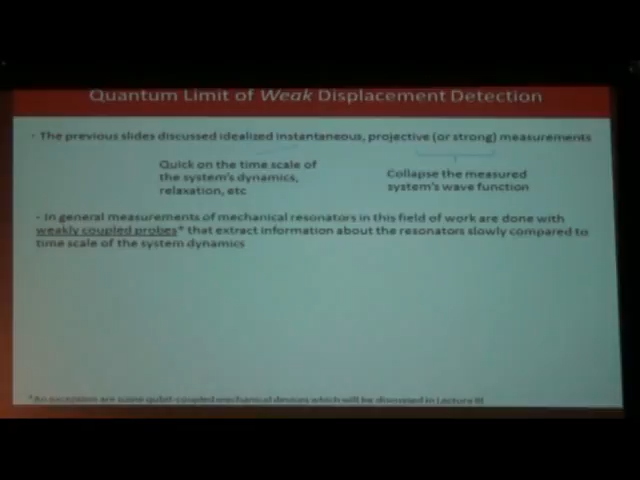 Quantum Limit of Weak Displacement Detection
- The previous slides discussed idealized instantaneous, projective (or strong) measurements
Quick on the time scale of
the system's dynamics,
relaxation, etc
Collapse the measured
system's wave function
- In general measurements of mechanical resonators in this field of work are done with
weakly coupled probes* that extract information about the resonators slowly compared to
time scale of the system dynamics
*An exception are some qubit-coupled mechanical devices which will be discussed in Lecture III